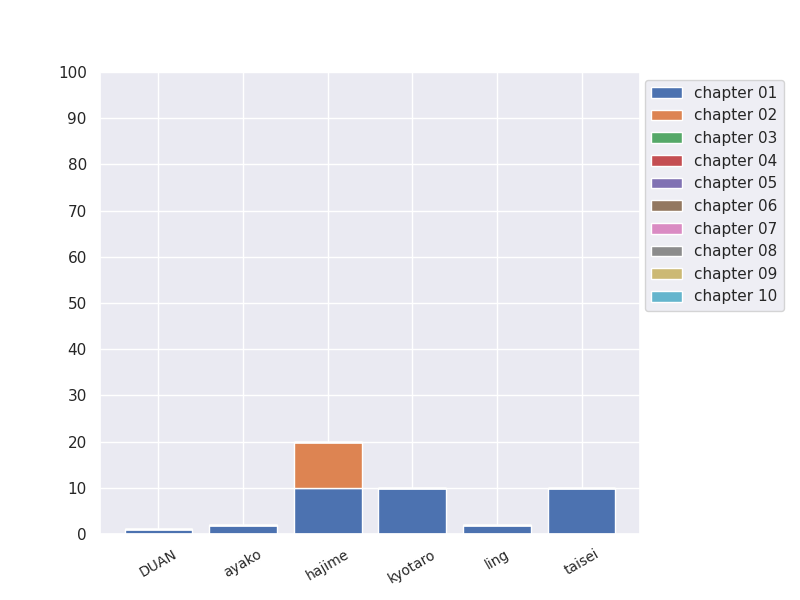 100
90
80
70
60
50
40
30
20
10
0
DUAN
ayako
hajime
kyotaro
ling
taisei
chapter 01
chapter 02
chapter 03
chapter 04
chapter 05
chapter 06
chapter 07
chapter 08
chapter 09
chapter 10